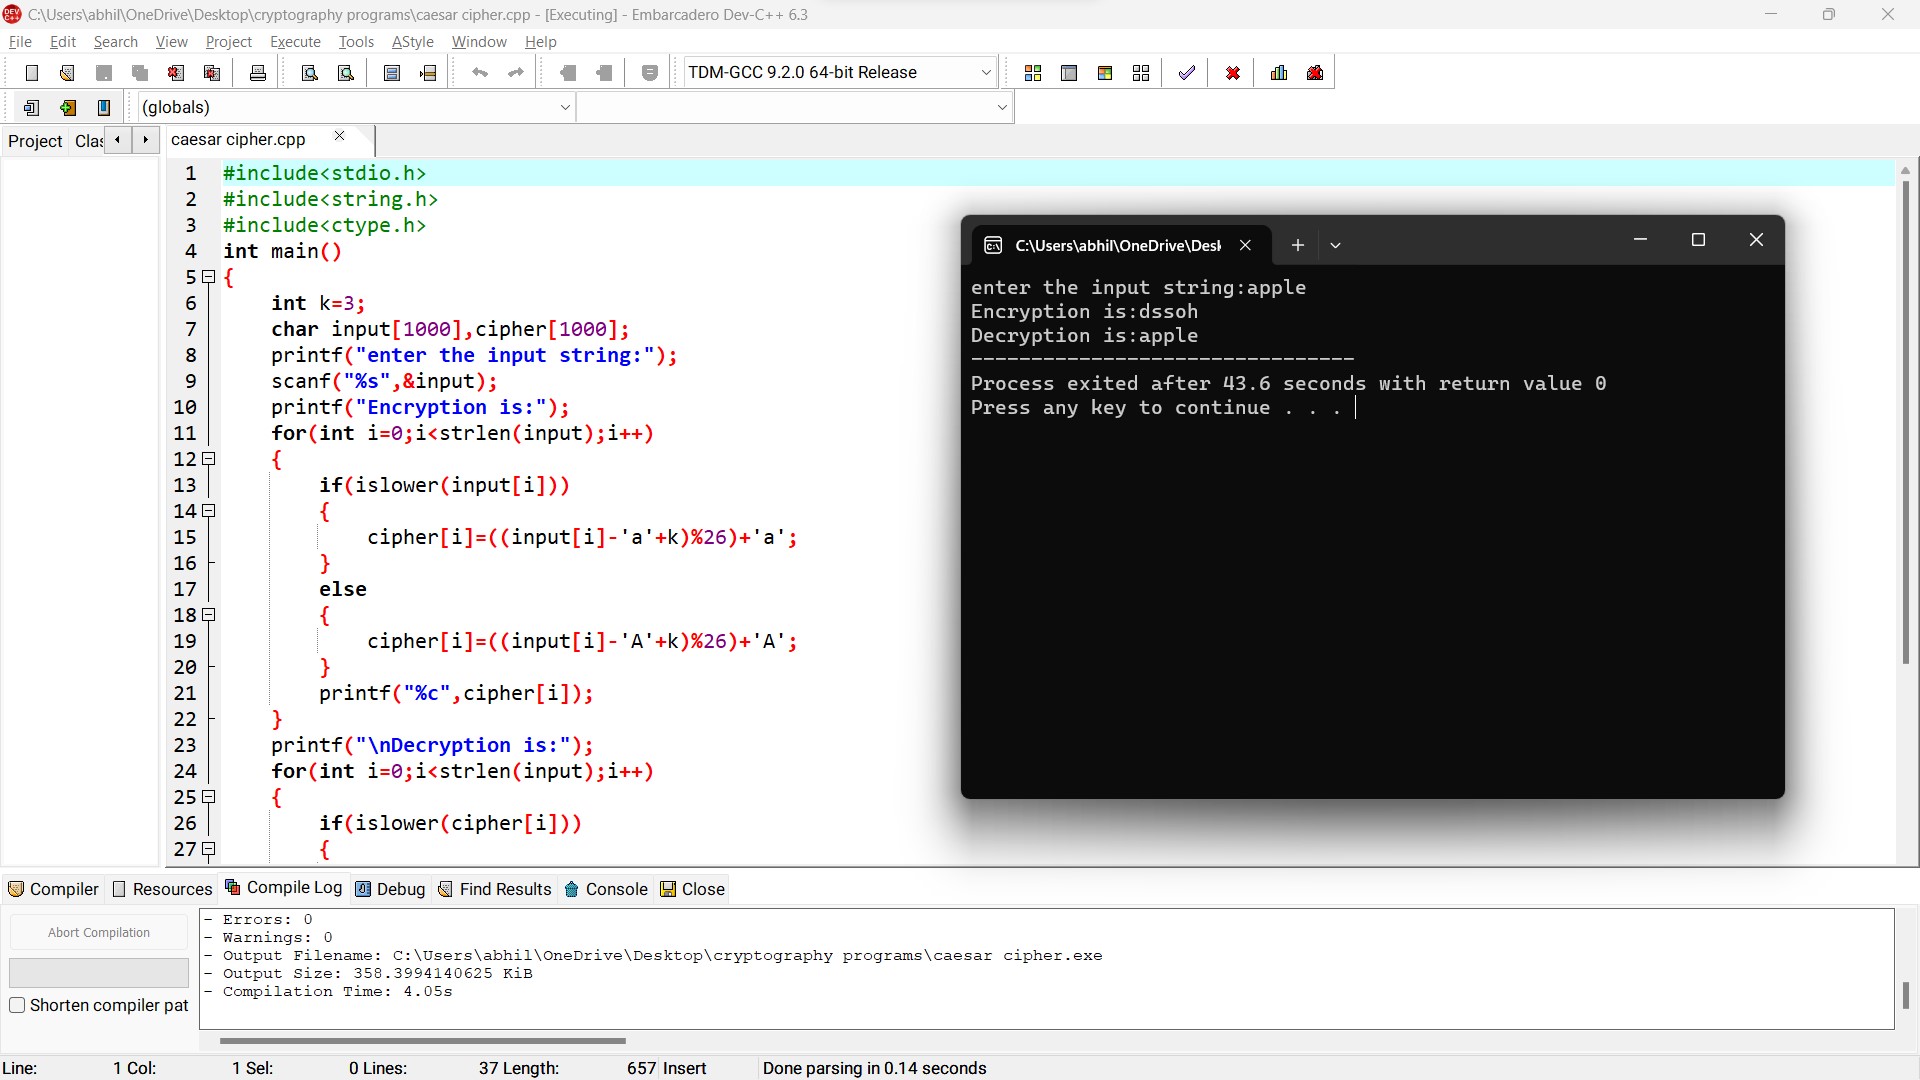 C:\Users\abhil\OneDrive\Desktop\cryptography programs\caesar cipher.cpp - [Executing] - Embarcadero Dev-C++ 6.3
File Edit Search View Project Execute Tools AStyle Window Help
TDM-GCC 9.2.0 64-bit Release
(globals)
Project Clas caesar cipher.cpp
1 #include<stdio.h>
2 #include<string.h>
3 #include<ctype.h>
4 int main()
5 {
6 int k=3;
7 char input[1000],cipher[1000];
8 printf("enter the input string:");
9 scanf("%s",&input);
10 printf("Encryption is:");
11 for(int i=0;i<strlen(input);i++)
12 {
13 if(islower(input[i]))
14 {
15 cipher[i]=((input[i]-'a'+k)%26)+'a';
16 }
17 else
18 {
19 cipher[i]=((input[i]-'A'+k)%26)+'A';
20 }
21 printf("%c",cipher[i]);
22 }
23 printf("\nDecryption is:");
24 for(int i=0;i<strlen(input);i++)
25 {
26 if(islower(cipher[i]))
27 {
C:\Users\abhil\OneDrive\Desk
enter the input string:apple
Encryption is:dssoh
Decryption is:apple
--------------------------------
Process exited after 43.6 seconds with return value 0
Press any key to continue . . .
Compiler Resources Compile Log Debug Find Results Console Close
Abort Compilation
Shorten compiler pat
- Errors: 0
- Warnings: 0
- Output Filename: C:\Users\abhil\OneDrive\Desktop\cryptography programs\caesar cipher.exe
- Output Size: 358.3994140625 KiB
- Compilation Time: 4.05s
Line: 1 Col: 1 Sel: 0 Lines: 37 Length: 657 Insert Done parsing in 0.14 seconds